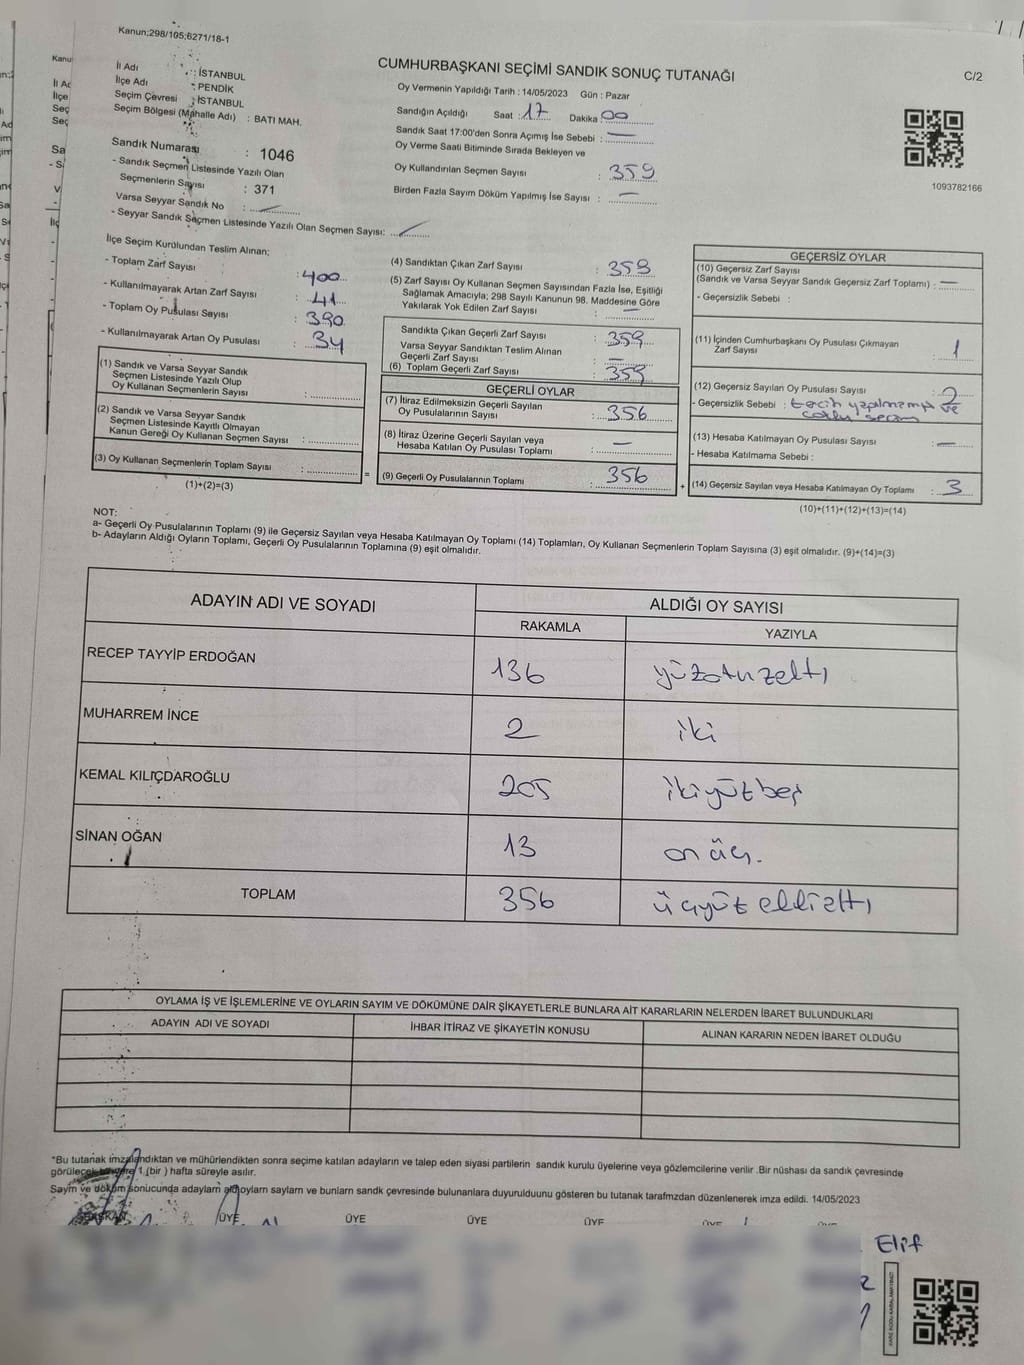 Kanun;298/105;6271/18-1
İl Adı : İSTANBUL
İlçe Adı : PENDİK
Seçim Çevresi : İSTANBUL
Seçim Bölgesi (Mahalle Adı) : BATI MAH.
Sandık Numarası : 1046
- Sandık Seçmen Listesinde Yazılı Olan
Seçmenlerin Sayısı : 371
Varsa Seyyar Sandık No :
- Seyyar Sandık Seçmen Listesinde Yazılı Olan Seçmen Sayısı:
CUMHURBAŞKANI SEÇİMİ SANDIK SONUÇ TUTANAĞI
C/2
Oy Vermenin Yapıldığı Tarih : 14/05/2023 Gün : Pazar
Sandığın Açıldığı Saat : 17 Dakika : 00
Sandık Saat 17:00'den Sonra Açımış İse Sebebi : —
Oy Verme Saati Bitiminde Sırada Bekleyen ve
Oy Kullandırılan Seçmen Sayısı : 359
Birden Fazla Sayım Döküm Yapılmış İse Sayısı : —
1093782166
İlçe Seçim Kurulundan Teslim Alınan;
- Toplam Zarf Sayısı : 400
- Kullanılmayarak Artan Zarf Sayısı : 41
- Toplam Oy Pusulası Sayısı : 390
- Kullanılmayarak Artan Oy Pusulası : 34
(1) Sandık ve Varsa Seyyar Sandık
Seçmen Listesinde Yazılı Olup
Oy Kullanan Seçmenlerin Sayısı :
(2) Sandık ve Varsa Seyyar Sandık
Seçmen Listesinde Kayıtlı Olmayan
Kanun Gereği Oy Kullanan Seçmen Sayısı :
(3) Oy Kullanan Seçmenlerin Toplam Sayısı :
(1)+(2)=(3)
(4) Sandıktan Çıkan Zarf Sayısı : 359
(5) Zarf Sayısı Oy Kullanan Seçmen Sayısından Fazla İse, Eşitliği
Sağlamak Amacıyla; 298 Sayılı Kanunun 98. Maddesine Göre
Yakılarak Yok Edilen Zarf Sayısı : —
Sandıkta Çıkan Geçerli Zarf Sayısı : 359
Varsa Seyyar Sandıktan Teslim Alınan
Geçerli Zarf Sayısı : —
(6) Toplam Geçerli Zarf Sayısı : 359
GEÇERLİ OYLAR
(7) İtiraz Edilmeksizin Geçerli Sayılan
Oy Pusulalarının Sayısı : 356
(8) İtiraz Üzerine Geçerli Sayılan veya
Hesaba Katılan Oy Pusulası Toplamı : —
(9) Geçerli Oy Pusulalarının Toplamı : 356
GEÇERSİZ OYLAR
(10) Geçersiz Zarf Sayısı
(Sandık ve Varsa Seyyar Sandık Geçersiz Zarf Toplamı) : —
- Geçersizlik Sebebi :
(11) İçinden Cumhurbaşkanı Oy Pusulası Çıkmayan
Zarf Sayısı : 1
(12) Geçersiz Sayılan Oy Pusulası Sayısı : 2
- Geçersizlik Sebebi : tercih yapılmamış ve
çoklu seçim
(13) Hesaba Katılmayan Oy Pusulası Sayısı : —
- Hesaba Katılmama Sebebi :
(14) Geçersiz Sayılan veya Hesaba Katılmayan Oy Toplamı : 3
(10)+(11)+(12)+(13)=(14)
NOT:
a- Geçerli Oy Pusulalarının Toplamı (9) ile Geçersiz Sayılan veya Hesaba Katılmayan Oy Toplamı (14) Toplamları, Oy Kullanan Seçmenlerin Toplam Sayısına (3) eşit olmalıdır. (9)+(14)=(3)
b- Adayların Aldığı Oyların Toplamı, Geçerli Oy Pusulalarının Toplamına (9) eşit olmalıdır.
ADAYIN ADI VE SOYADI ALDIĞI OY SAYISI
RAKAMLA YAZIYLA
RECEP TAYYİP ERDOĞAN 136 yüzotuzaltı
MUHARREM İNCE 2 iki
KEMAL KILIÇDAROĞLU 205 ikiyüzbeş
SİNAN OĞAN 13 on üç.
TOPLAM 356 üçyüz elli altı
OYLAMA İŞ VE İŞLEMLERİNE VE OYLARIN SAYIM VE DÖKÜMÜNE DAİR ŞİKAYETLERLE BUNLARA AİT KARARLARIN NELERDEN İBARET BULUNDUKLARI
ADAYIN ADI VE SOYADI İHBAR İTİRAZ VE ŞİKAYETİN KONUSU ALINAN KARARIN NEDEN İBARET OLDUĞU
*Bu tutanak imzalandıktan ve mühürlendikten sonra seçime katılan adayların ve talep eden siyasi partilerin sandık kurulu üyelerine veya gözlemcilerine verilir .Bir nüshası da sandık çevresinde
görülecek bir yere 1 (bir ) hafta süreyle asılır.
Sayım ve döküm sonucunda adayların aldığı oyların sayların ve bunların sandk çevresinde bulunanlara duyurulduunu gösteren bu tutanak tarafmzdan düzenlenerek imza edildi. 14/05/2023
BAŞKAN ÜYE ÜYE ÜYE ÜYE ÜYE
Elif